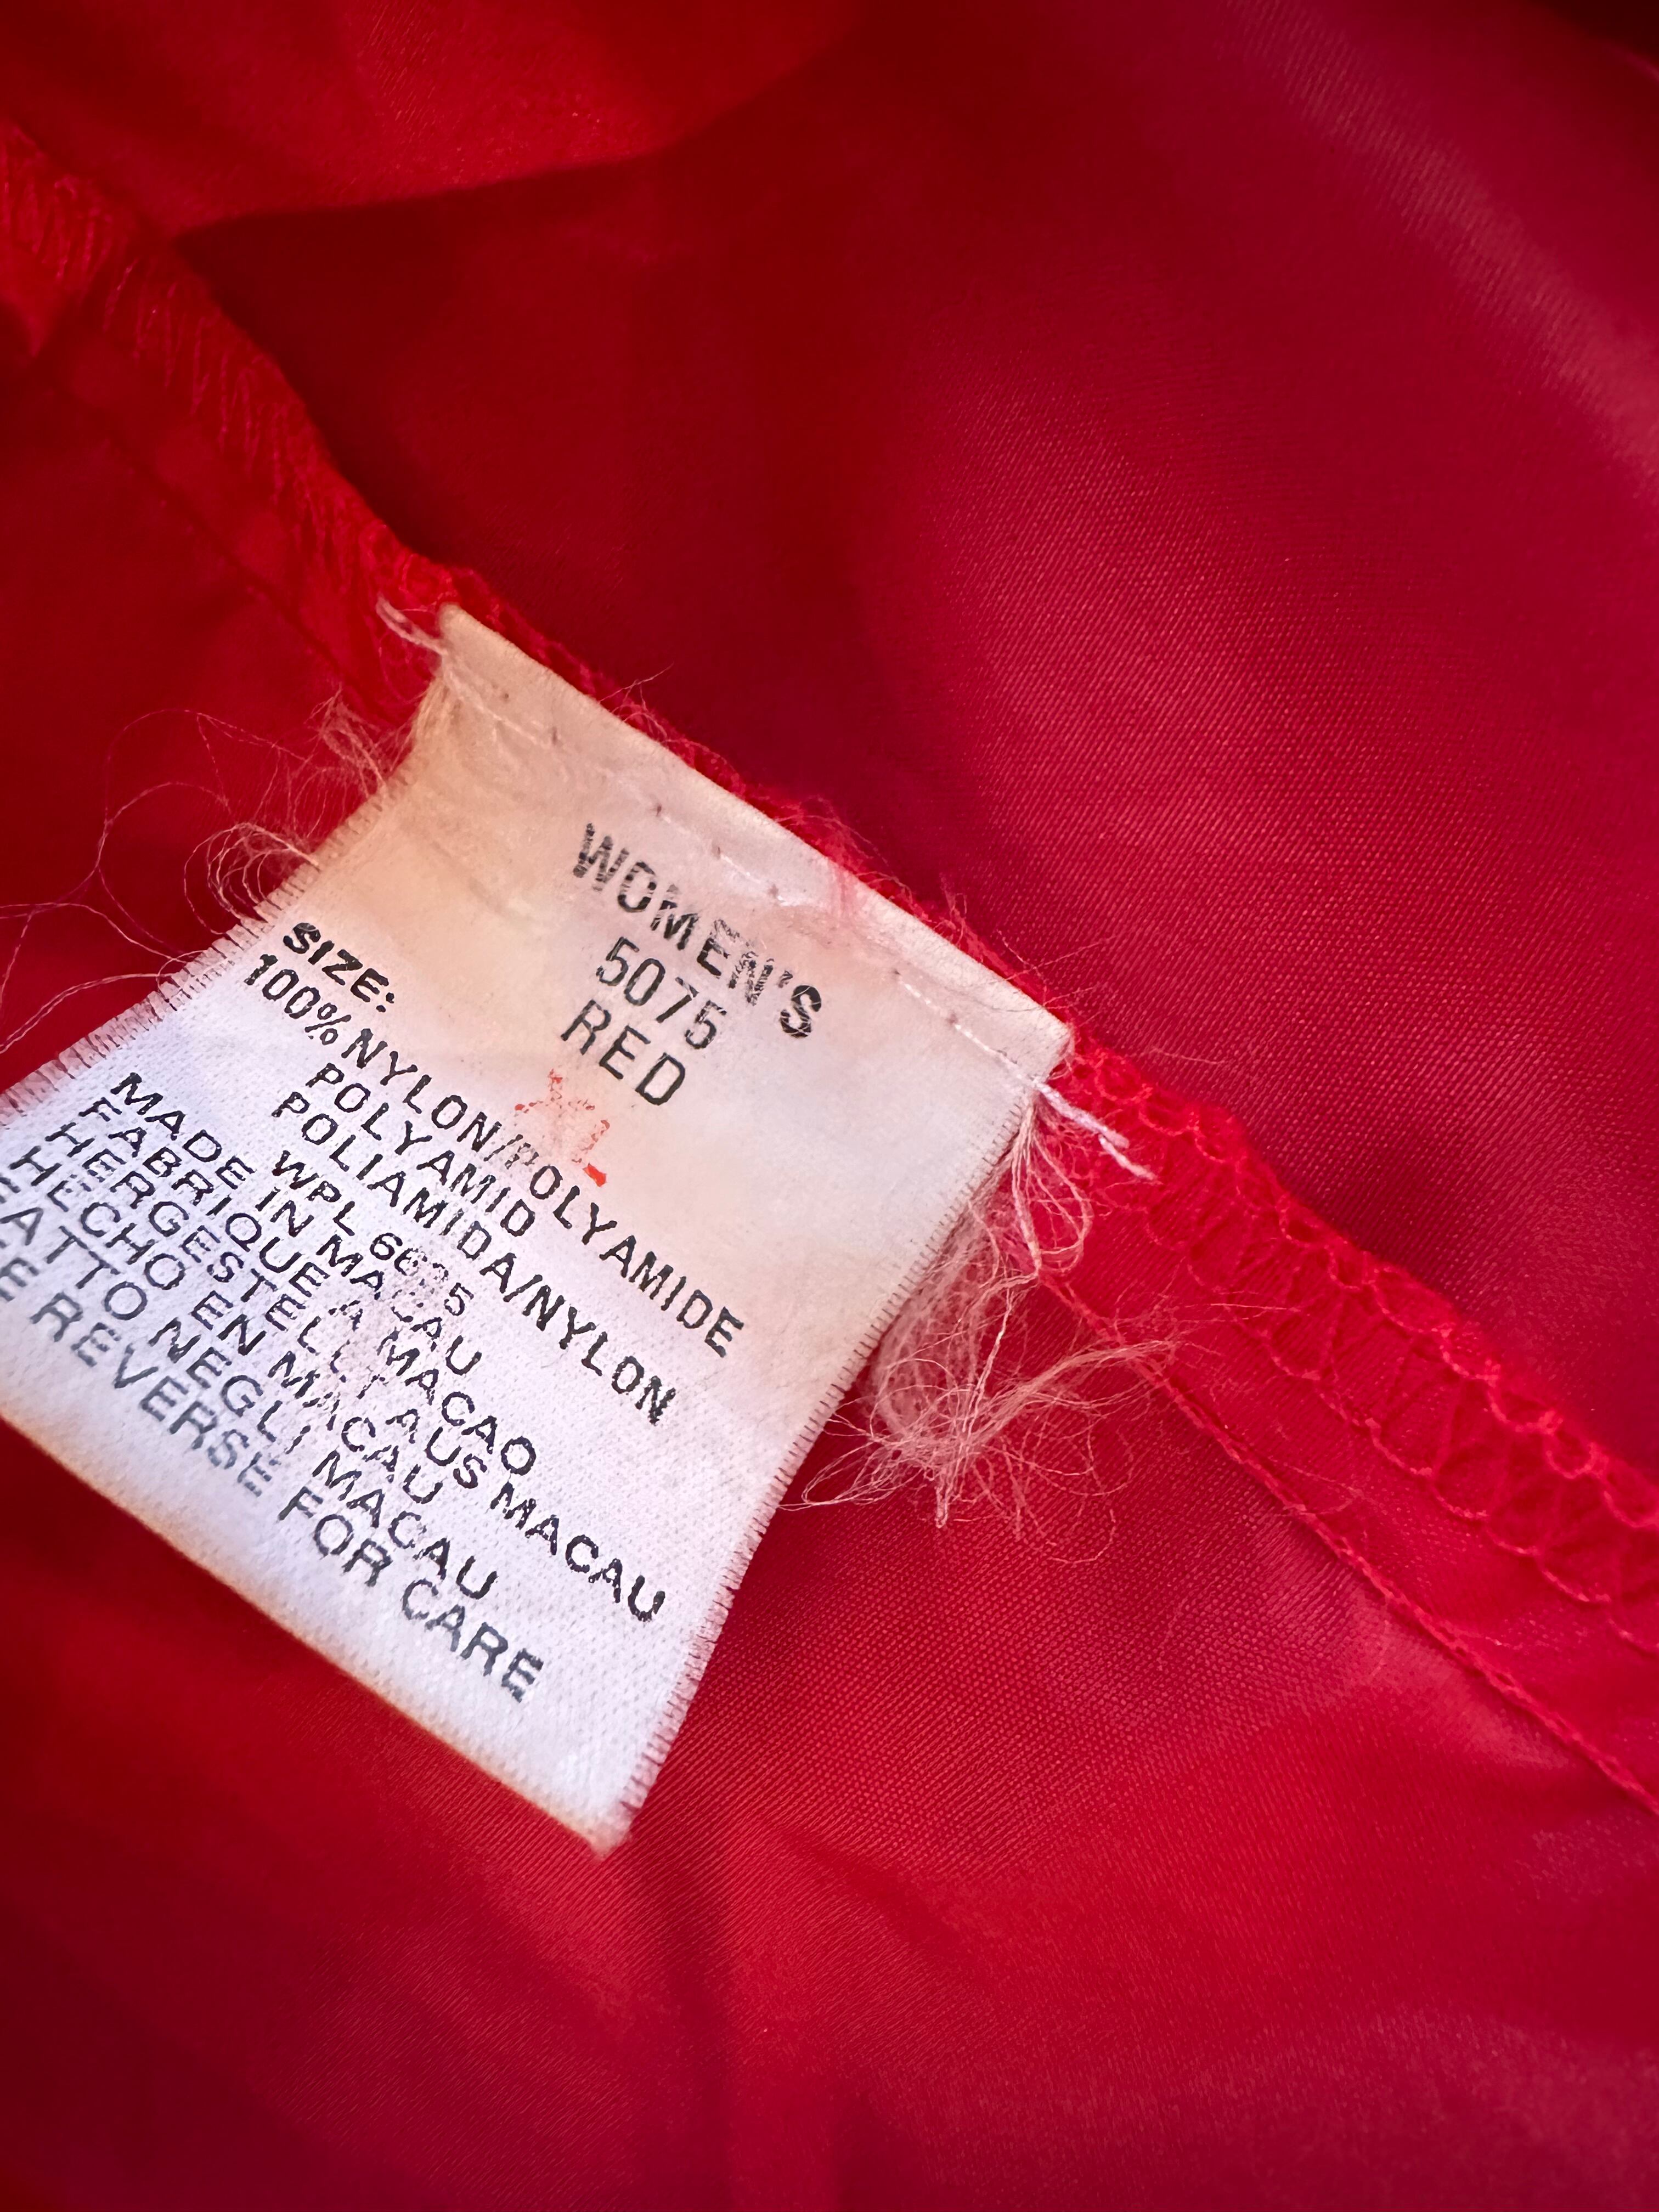 WOMEN'S
5075
RED
SIZE: XL
100% NYLON/POLYAMIDE
POLYAMID
POLIAMIDA/NYLON
WPL
MADE IN MACAU
FABRIQUE A MACAO
HERGESTELLT AUS MACAU
HECHO EN MACAU
FATTO NEGLI MACAU
REVERSE FOR CARE